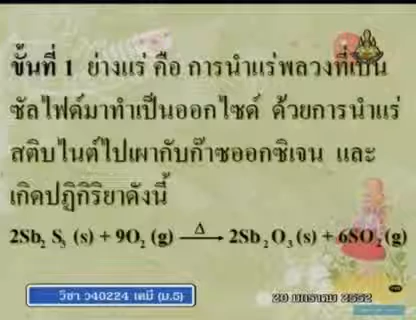 ขั้นที่ 1 ย่างแร่ คือ การนำแร่พลวงที่เป็น
ซัลไฟด์มาทำเป็นออกไซด์ ด้วยการนำแร่
สติบไนต์ไปเผากับก๊าซออกซิเจน และ
เกิดปฏิกิริยาดังนี้
2Sb₂ S₃ (s) + 9O₂ (g) —Δ→ 2Sb₂O₃(s) + 6SO₂(g)
วิชา ว40224 เคมี (ม.5)
20 มกราคม 2552